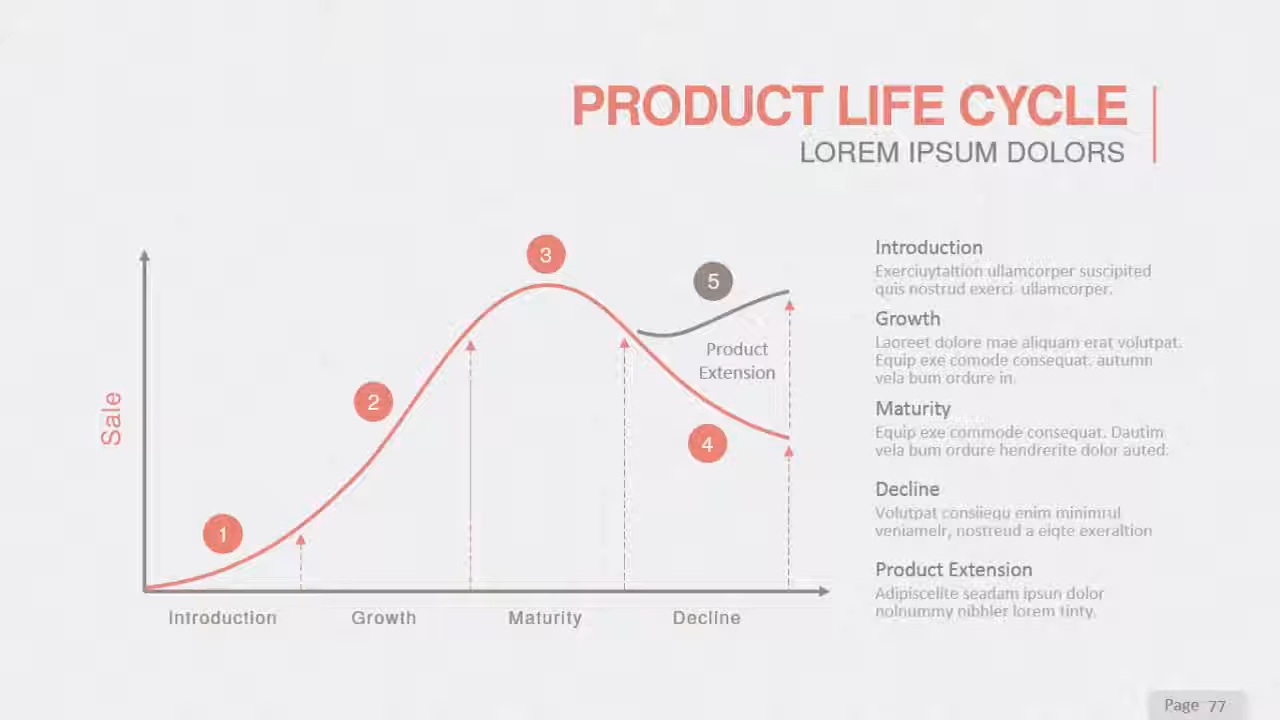 PRODUCT LIFE CYCLE
LOREM IPSUM DOLORS
Sale
1
2
3
4
5
Product
Extension
Introduction
Growth
Maturity
Decline
Introduction
Exerciuytaltion ullamcorper suscipited
quis nostrud exerci ullamcorper.
Growth
Laoreet dolore mae aliquam erat volutpat.
Equip exe comode consequat. autumn
vela bum ordure in.
Maturity
Equip exe commode consequat. Dautim
vela bum ordure hendrerite dolor auted.
Decline
Volutpat consiiequ enim minimrul
veniamelr, nostreud a eiqte exeraltion
Product Extension
Adipiscelite seadam ipsun dolor
nolnummy nibbler lorem tinty.
Page 77